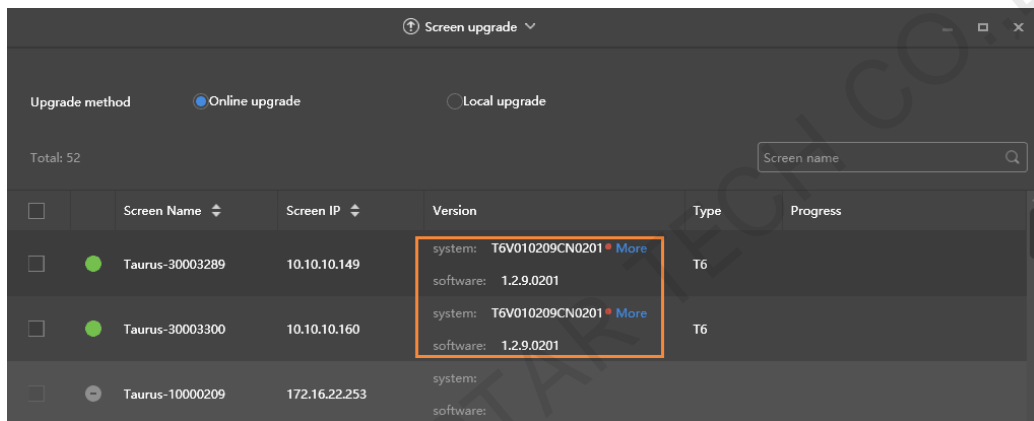 Screen upgrade
Upgrade method Online upgrade Local upgrade
Total: 52 Screen name
Screen Name Screen IP Version Type Progress
system: T6V010209CN0201 More
Taurus-30003289 10.10.10.149 T6
software: 1.2.9.0201
system: T6V010209CN0201 More
Taurus-30003300 10.10.10.160 T6
software: 1.2.9.0201
system:
Taurus-10000209 172.16.22.253
software:
TAR TECH CO.,